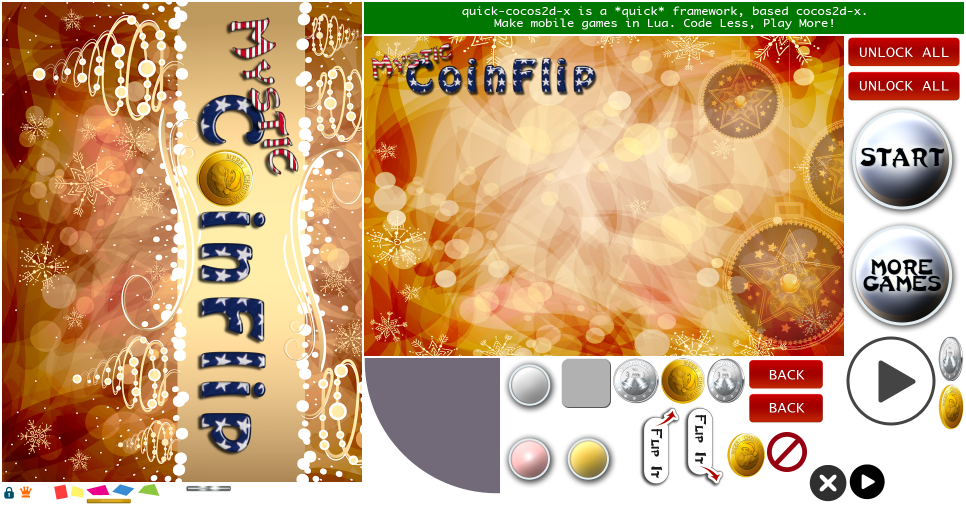 MYSTIC
CoinFlip
quick-cocos2d-x is a *quick* framework, based cocos2d-x.
Make mobile games in Lua. Code Less, Play More!
MYSTIC
CoinFlip
UNLOCK ALL
UNLOCK ALL
START
MORE
GAMES
BACK
BACK
FLIP IT
FLIP IT